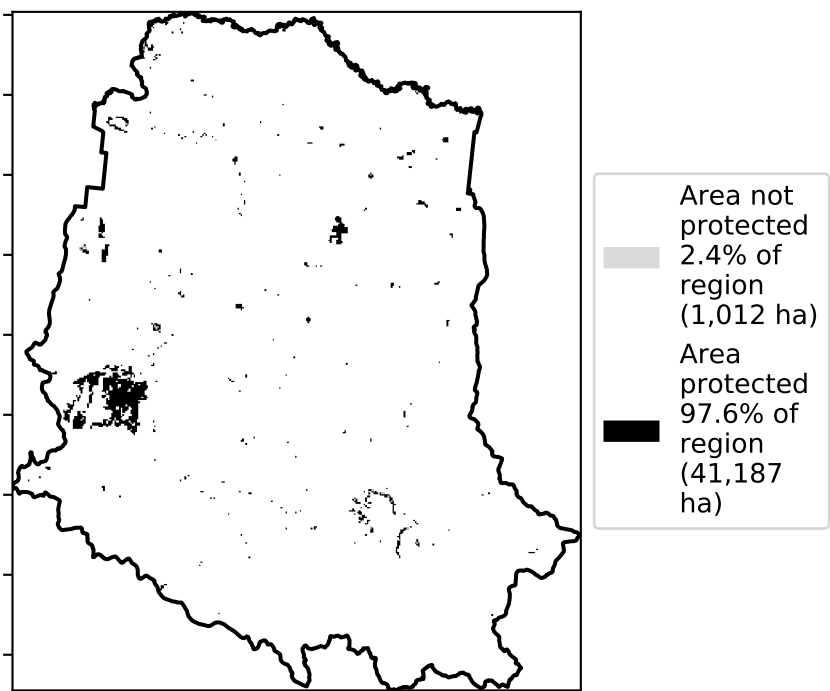 Area not
protected
2.4% of
region
(1,012 ha)
Area
protected
97.6% of
region
(41,187
ha)